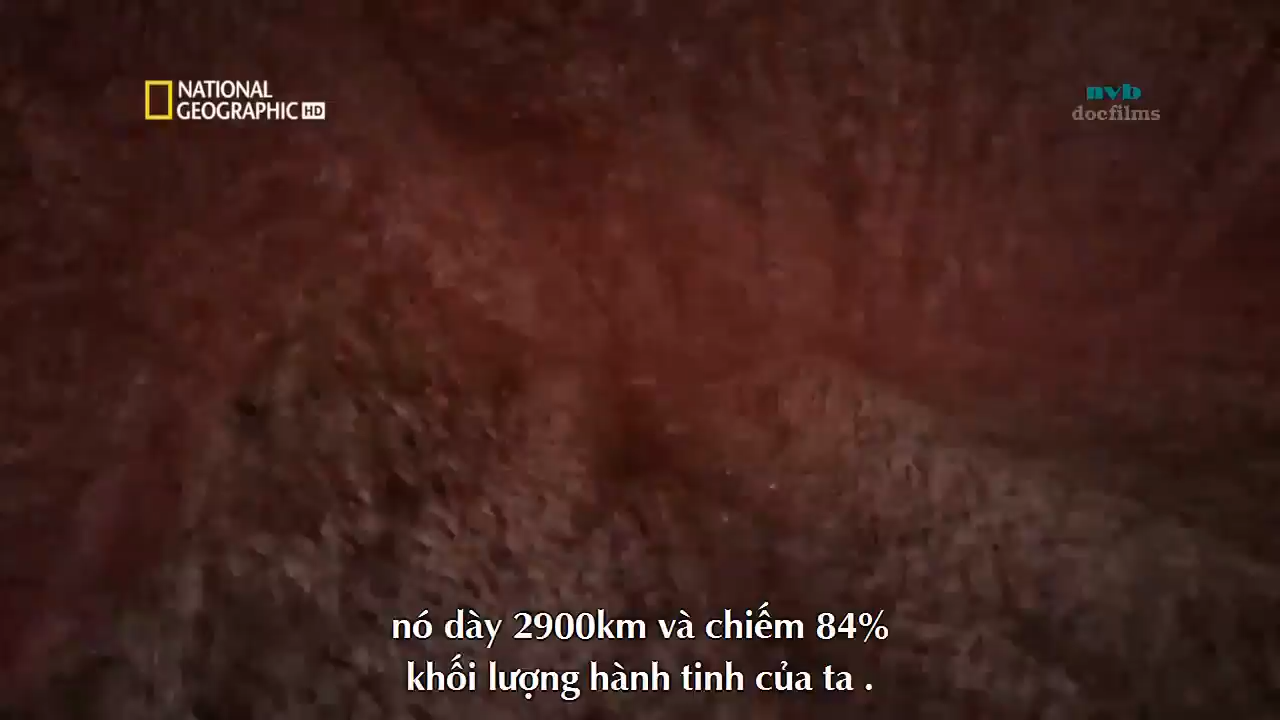 NATIONAL
GEOGRAPHIC HD
nvb
docfilms
nó dày 2900km và chiếm 84%
khối lượng hành tinh của ta .